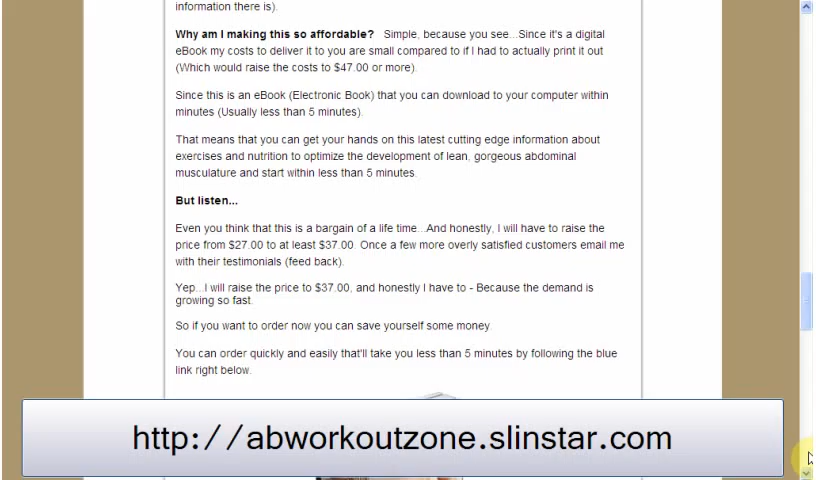 information there is).
Why am I making this so affordable? Simple, because you see...Since it's a digital
eBook my costs to deliver it to you are small compared to if I had to actually print it out
(Which would raise the costs to $47.00 or more).
Since this is an eBook (Electronic Book) that you can download to your computer within
minutes (Usually less than 5 minutes).
That means that you can get your hands on this latest cutting edge information about
exercises and nutrition to optimize the development of lean, gorgeous abdominal
musculature and start within less than 5 minutes.
But listen...
Even you think that this is a bargain of a life time...And honestly, I will have to raise the
price from $27.00 to at least $37.00. Once a few more overly satisfied customers email me
with their testimonials (feed back).
Yep...I will raise the price to $37.00, and honestly I have to - Because the demand is
growing so fast.
So if you want to order now you can save yourself some money.
You can order quickly and easily that'll take you less than 5 minutes by following the blue
link right below.
http://abworkoutzone.slinstar.com